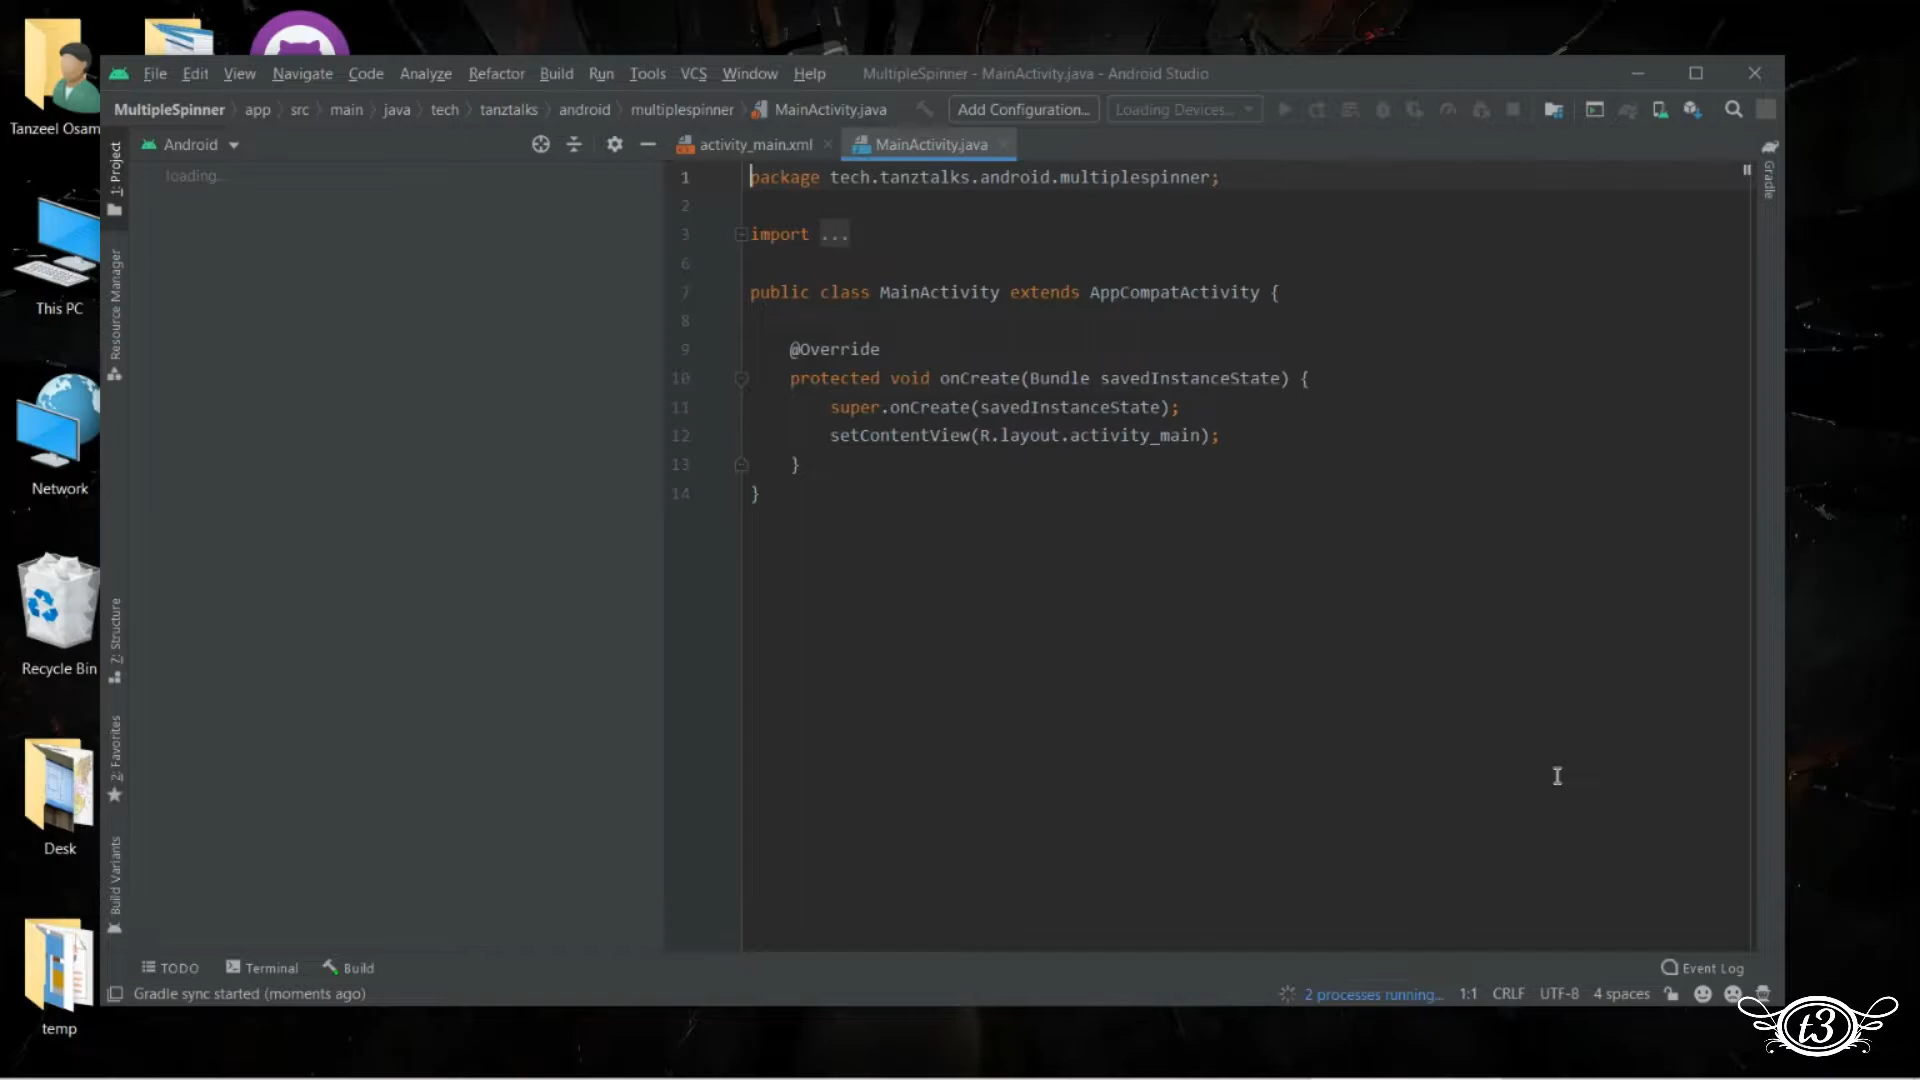 File Edit View Navigate Code Analyze Refactor Build Run Tools VCS Window Help MultipleSpinner - MainActivity.java - Android Studio
MultipleSpinner app src main java tech tanztalks android multiplespinner MainActivity.java Add Configuration... Loading Devices...
Android
activity_main.xml
MainActivity.java
loading...
1 package tech.tanztalks.android.multiplespinner;
2
3 import ...
6
7 public class MainActivity extends AppCompatActivity {
8
9 @Override
10 protected void onCreate(Bundle savedInstanceState) {
11 super.onCreate(savedInstanceState);
12 setContentView(R.layout.activity_main);
13 }
14 }
1: Project
Resource Manager
7: Structure
2: Favorites
Build Variants
Gradle
TODO Terminal Build
Event Log
Gradle sync started (moments ago)
2 processes running... 1:1 CRLF UTF-8 4 spaces
Tanzeel Osam
This PC
Network
Recycle Bin
Desk
temp
t3